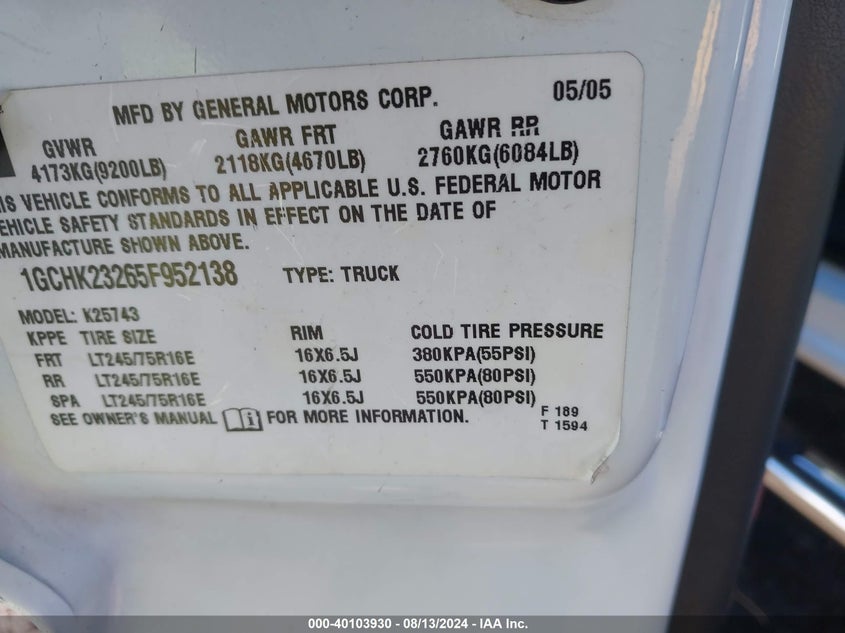 MFD BY GENERAL MOTORS CORP. 05/05
GVWR GAWR FRT GAWR RR
4173KG(9200LB) 2118KG(4670LB) 2760KG(6084LB)
IS VEHICLE CONFORMS TO ALL APPLICABLE U.S. FEDERAL MOTOR
EHICLE SAFETY STANDARDS IN EFFECT ON THE DATE OF
MANUFACTURE SHOWN ABOVE.
1GCHK23265F952138 TYPE: TRUCK
MODEL: K25743
KPPE TIRE SIZE RIM COLD TIRE PRESSURE
FRT LT245/75R16E 16X6.5J 380KPA(55PSI)
RR LT245/75R16E 16X6.5J 550KPA(80PSI)
SPA LT245/75R16E 16X6.5J 550KPA(80PSI)
SEE OWNER'S MANUAL FOR MORE INFORMATION.
F 189
T 1594
000-40103930 - 08/13/2024 - IAA Inc.